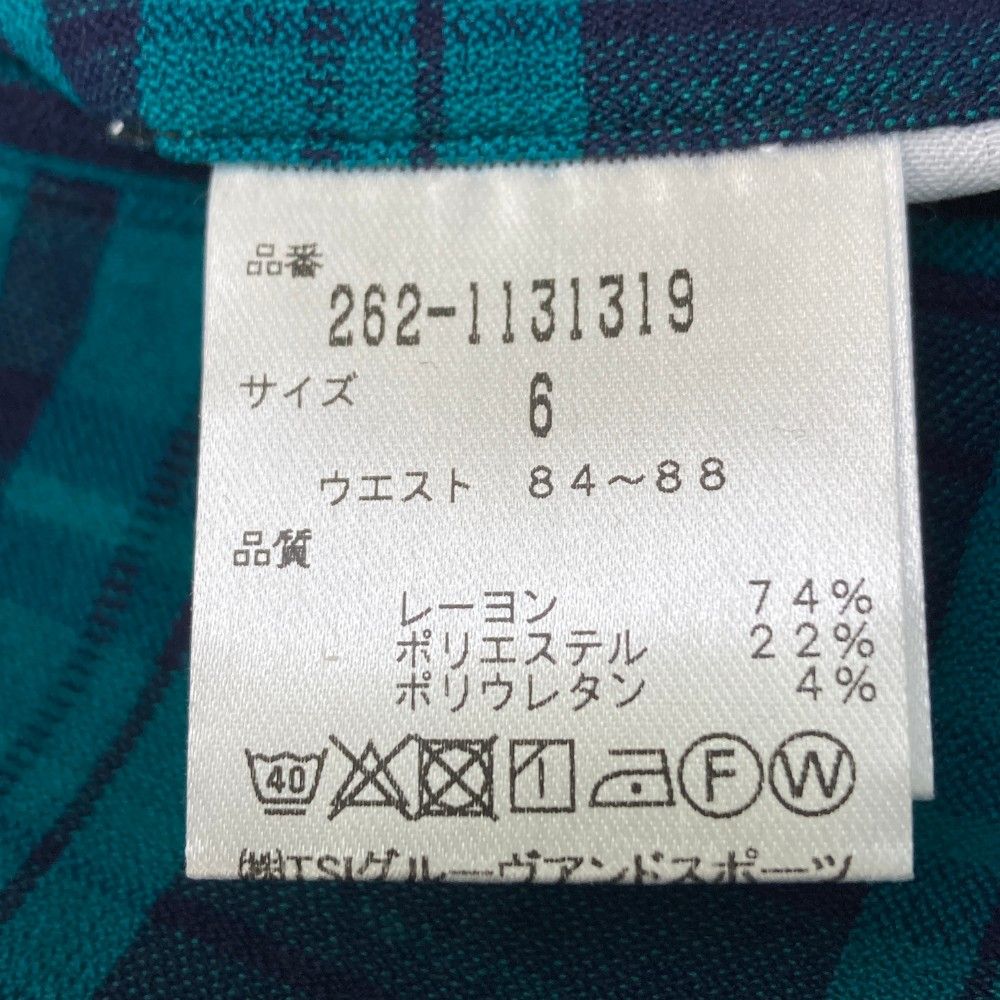 品番
262-1131319
サイズ 6
ウエスト 84～88
品質
レーヨン 74%
ポリエステル 22%
ポリウレタン 4%
40 F W
㈱TSIグルーヴアンドスポーツ